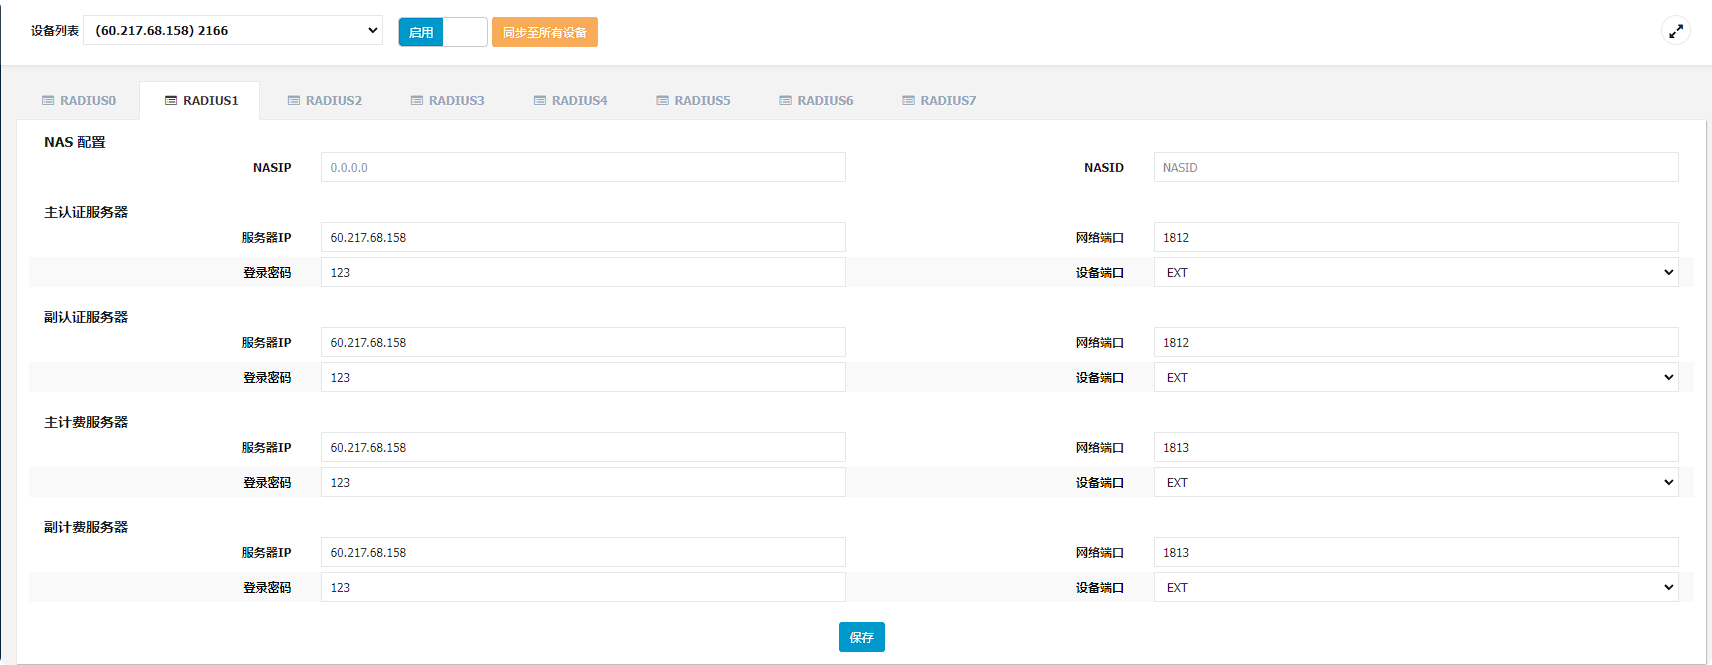 设备列表 (60.217.68.158) 2166 启用 同步至所有设备
RADIUS0 RADIUS1 RADIUS2 RADIUS3 RADIUS4 RADIUS5 RADIUS6 RADIUS7
NAS 配置
NASIP 0.0.0.0 NASID NASID
主认证服务器
服务器IP 60.217.68.158 网络端口 1812
登录密码 123 设备端口 EXT
副认证服务器
服务器IP 60.217.68.158 网络端口 1812
登录密码 123 设备端口 EXT
主计费服务器
服务器IP 60.217.68.158 网络端口 1813
登录密码 123 设备端口 EXT
副计费服务器
服务器IP 60.217.68.158 网络端口 1813
登录密码 123 设备端口 EXT
保存